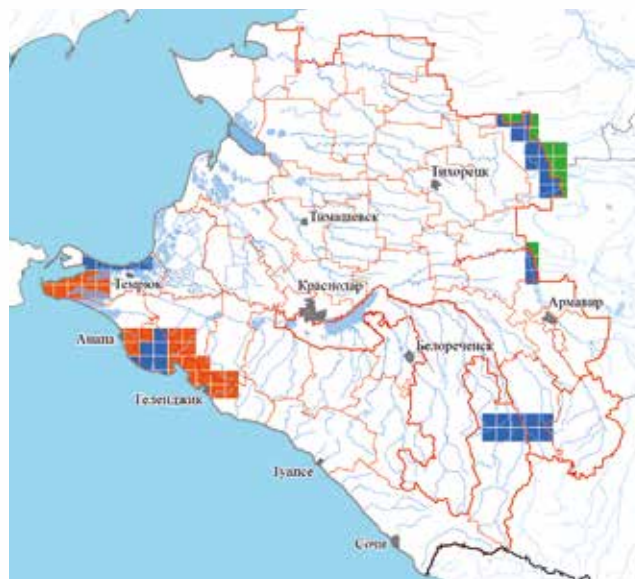 Тихорецк
Тимашевск
Темрюк
Краснодар
Армавир
Анапа
Белореченск
Геленджик
Туапсе
Сочи